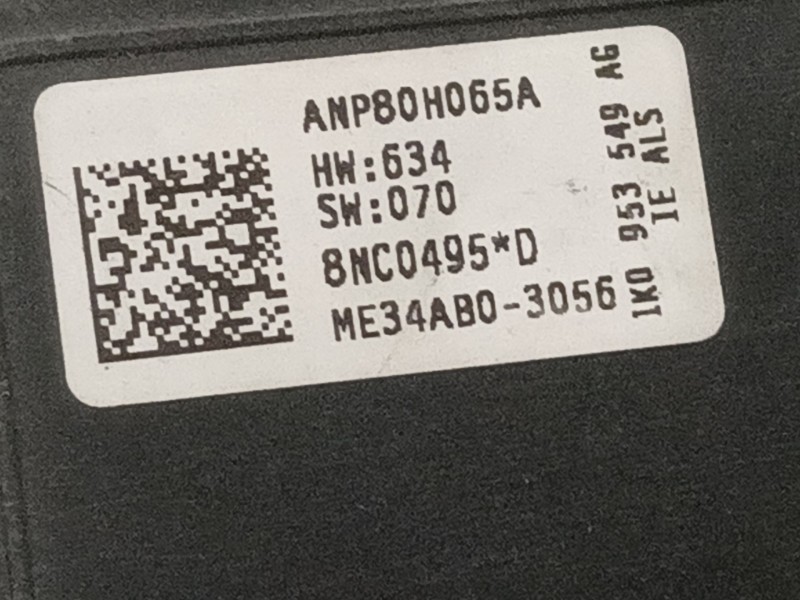 ANP80H065A
HW:634
SW:070
8NC0495*D
ME34AB0-3056
1K0 953 549 AG
IE ALS